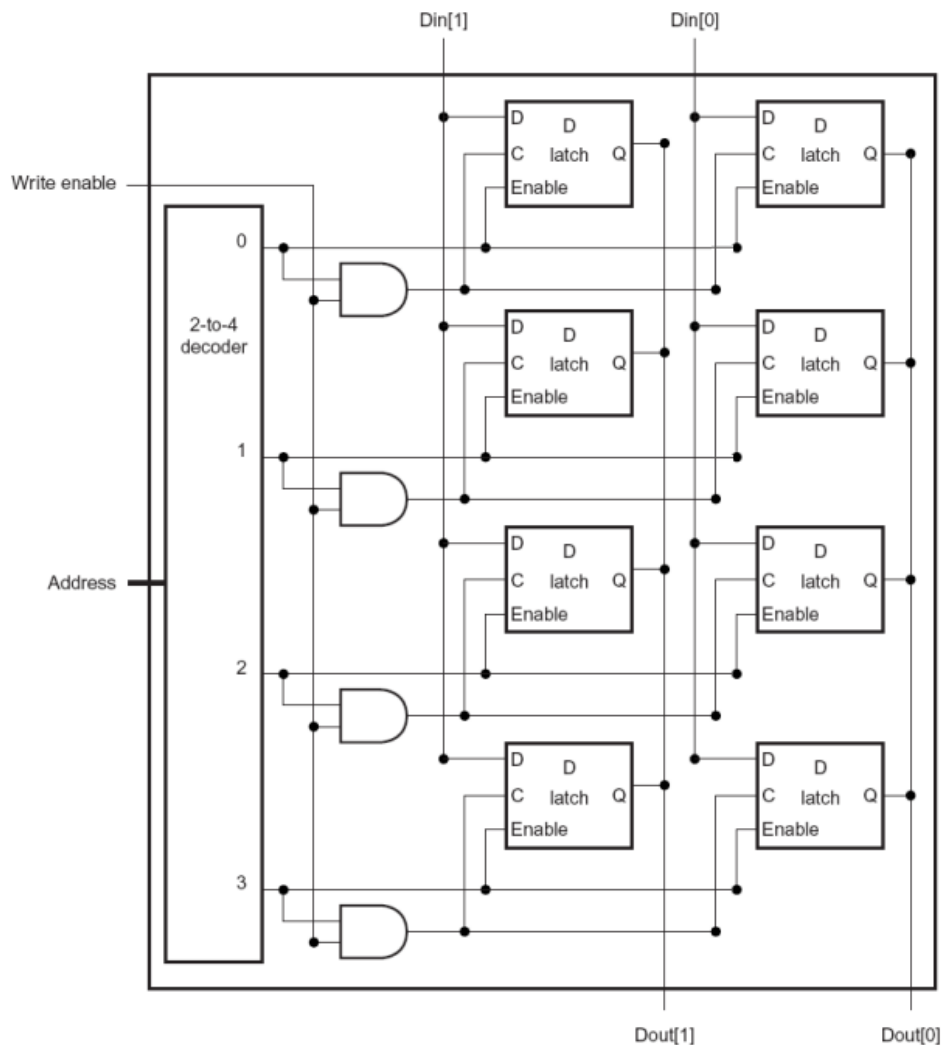 Din[1] Din[0]
D D
D D
C latch Q C latch Q
Write enable
Enable Enable
0
2-to-4
decoder
D D
D D
C latch Q C latch Q
Enable Enable
1
D D
D D
C latch Q C latch Q
Address
Enable Enable
2
D D
D D
C latch Q C latch Q
Enable Enable
3
Dout[1] Dout[0]